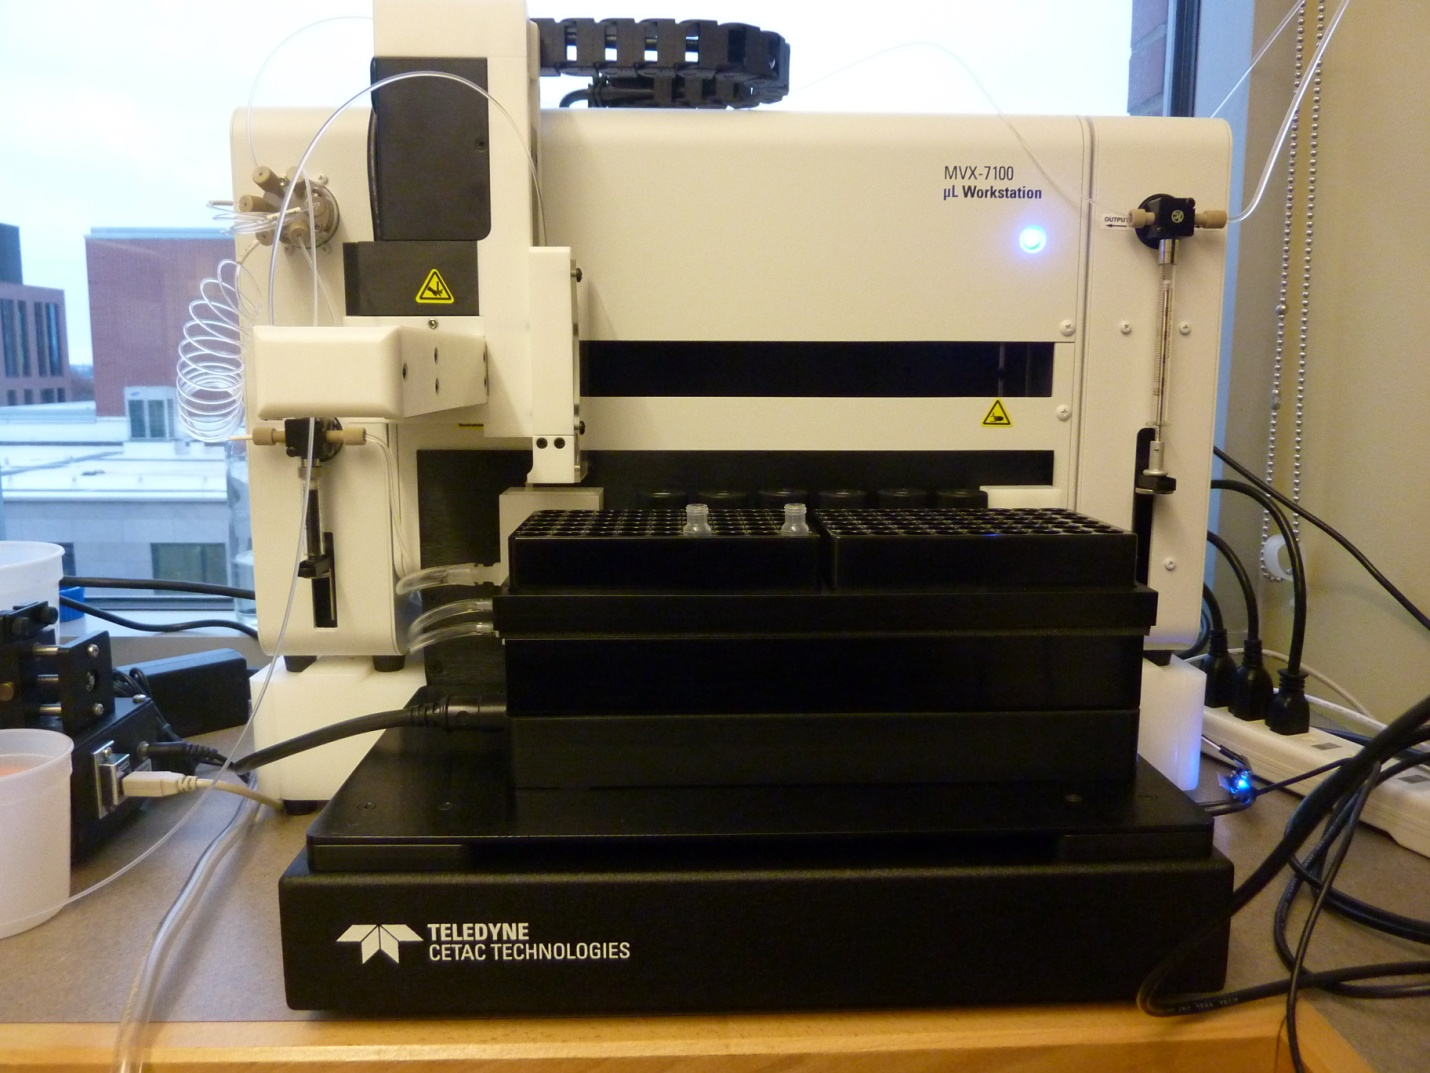 MVX-7100
µL Workstation
OUTPUT
TELEDYNE
CETAC TECHNOLOGIES